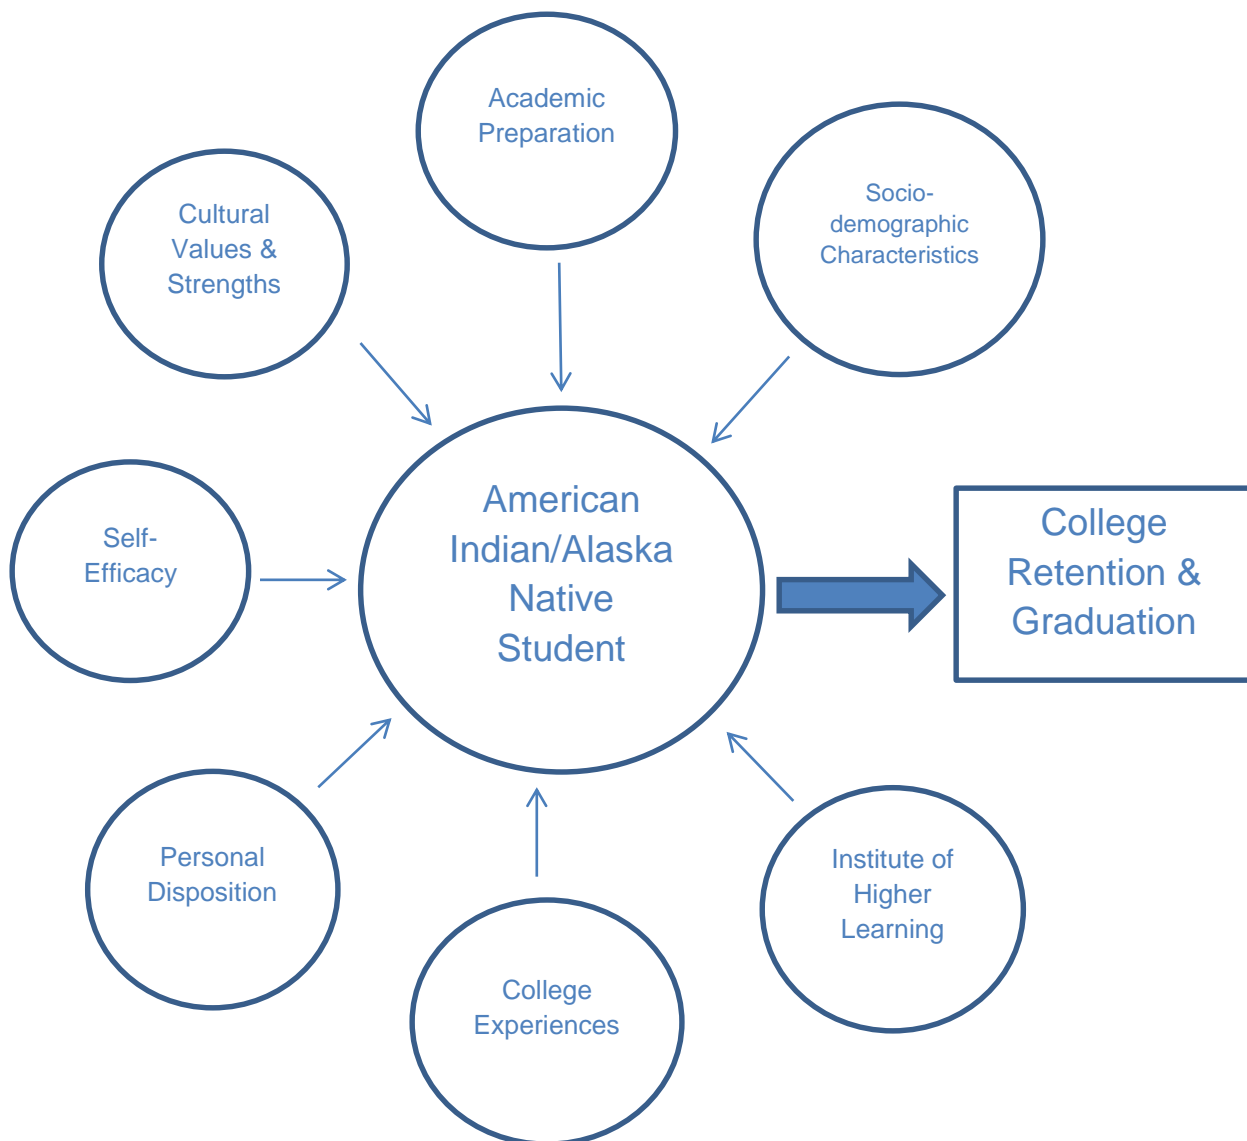 Academic
Preparation
Socio-
demographic
Characteristics
Cultural
Values &
Strengths
American
Indian/Alaska
Native
Student
College
Retention &
Graduation
Self-
Efficacy
Personal
Disposition
Institute of
Higher
Learning
College
Experiences